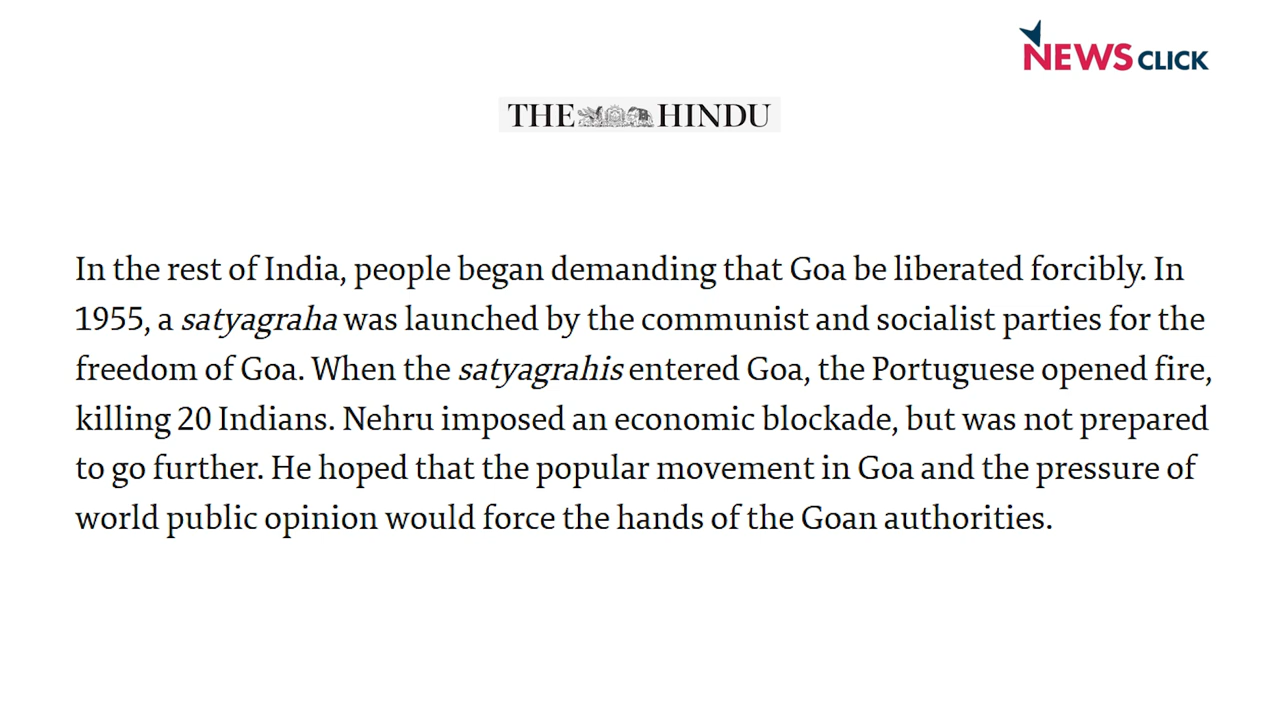 NEWSCLICK
THE HINDU
In the rest of India, people began demanding that Goa be liberated forcibly. In
1955, a satyagraha was launched by the communist and socialist parties for the
freedom of Goa. When the satyagrahis entered Goa, the Portuguese opened fire,
killing 20 Indians. Nehru imposed an economic blockade, but was not prepared
to go further. He hoped that the popular movement in Goa and the pressure of
world public opinion would force the hands of the Goan authorities.